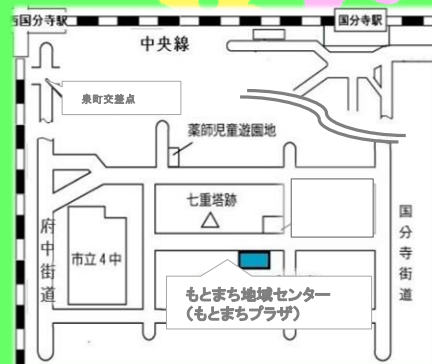 西国分寺駅
国分寺駅
中央線
泉町交差点
薬師児童遊園地
七重塔跡
府中街道
市立4中
国分寺街道
もとまち地域センター
（もとまちプラザ）